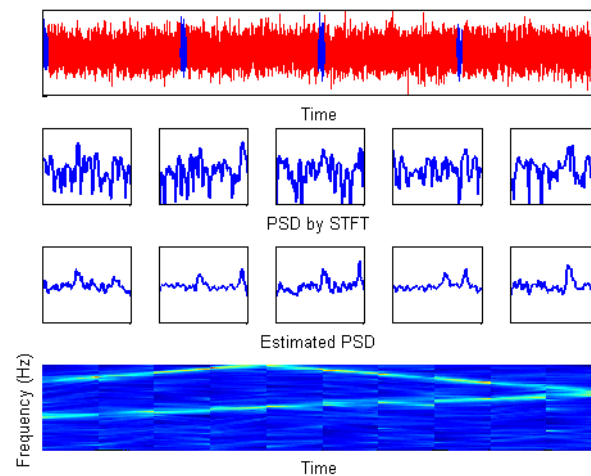 Time
PSD by STFT
Estimated PSD
Frequency (Hz)
Time